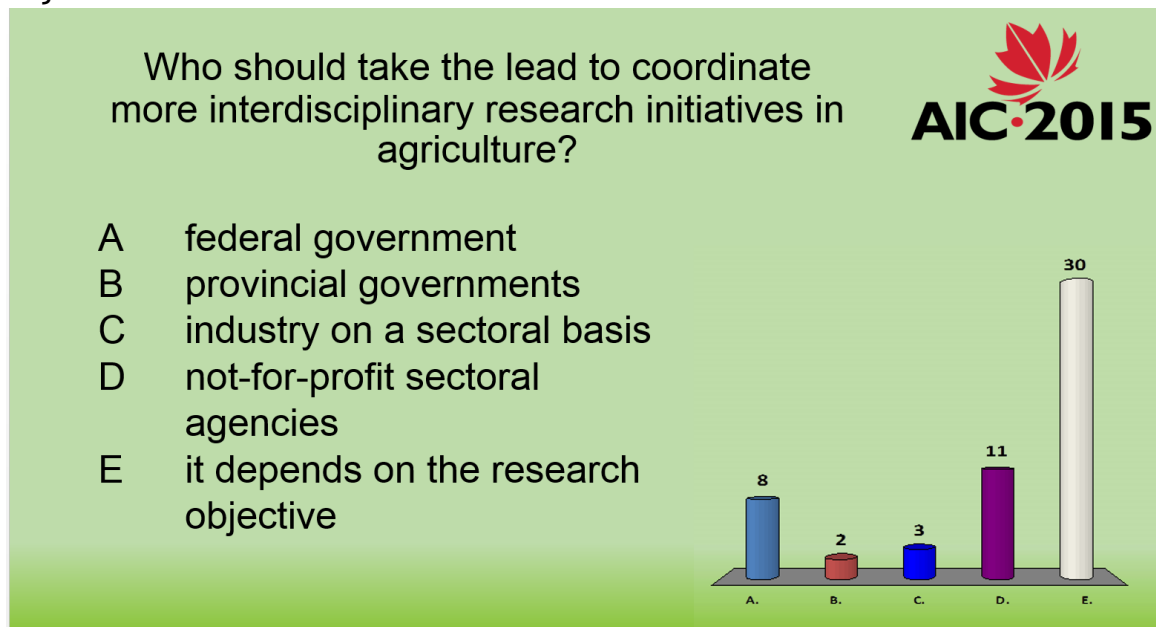 Who should take the lead to coordinate
more interdisciplinary research initiatives in
agriculture?
AIC·2015
A federal government
B provincial governments
C industry on a sectoral basis
D not-for-profit sectoral
agencies
E it depends on the research
objective
30
11
8
3
2
A. B. C. D. E.